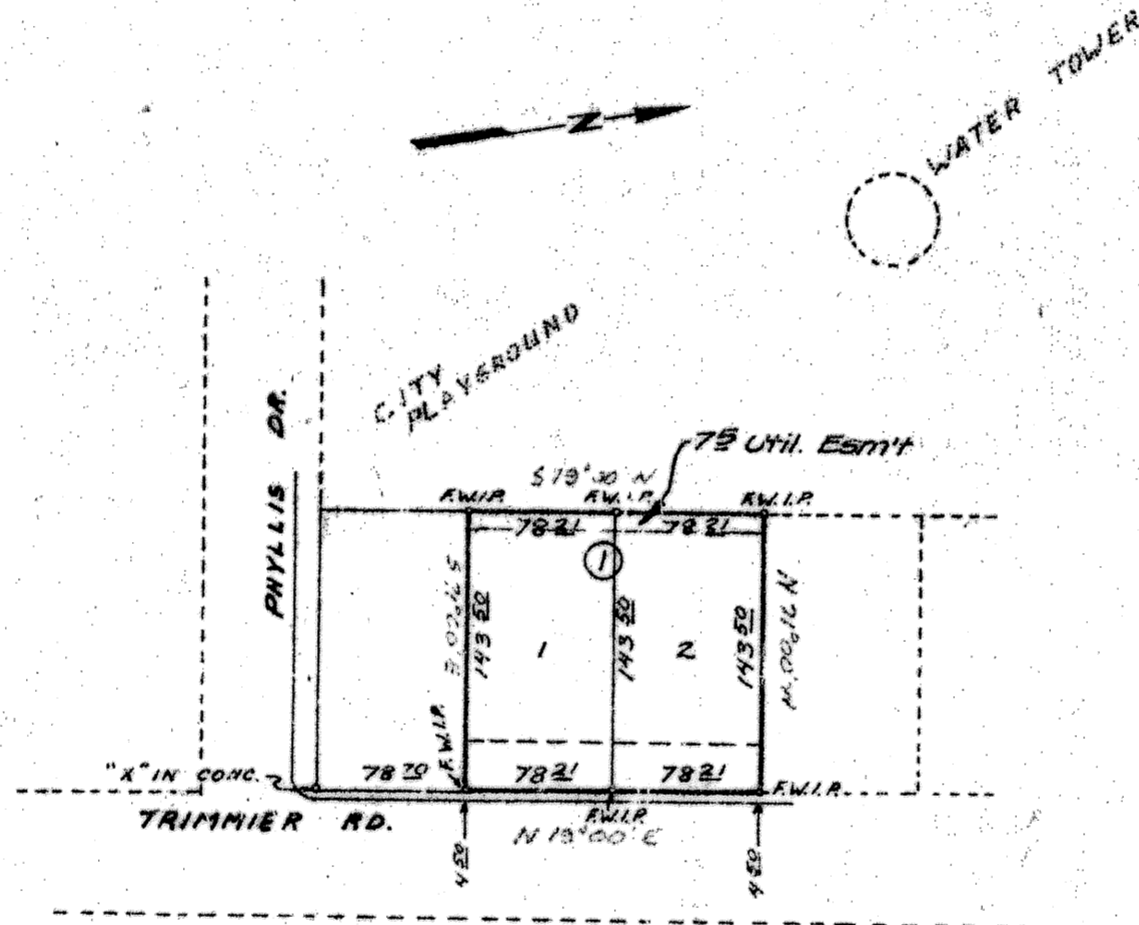 WATER TOWER
N
CITY
PLAYGROUND
PHYLLIS DR.
7 5 Util. Esm't
S 19° N
F.W.I.P. F.W.I.P. F.W.I.P.
78 21 78 21
1
143 50
143 50
143 50
1
2
F.W.I.P.
"X" IN CONC.
78 70 78 21 78 21
F.W.I.P.
TRIMMIER RD.
F.W.I.P.
N 19°00' E
4 50
4 50